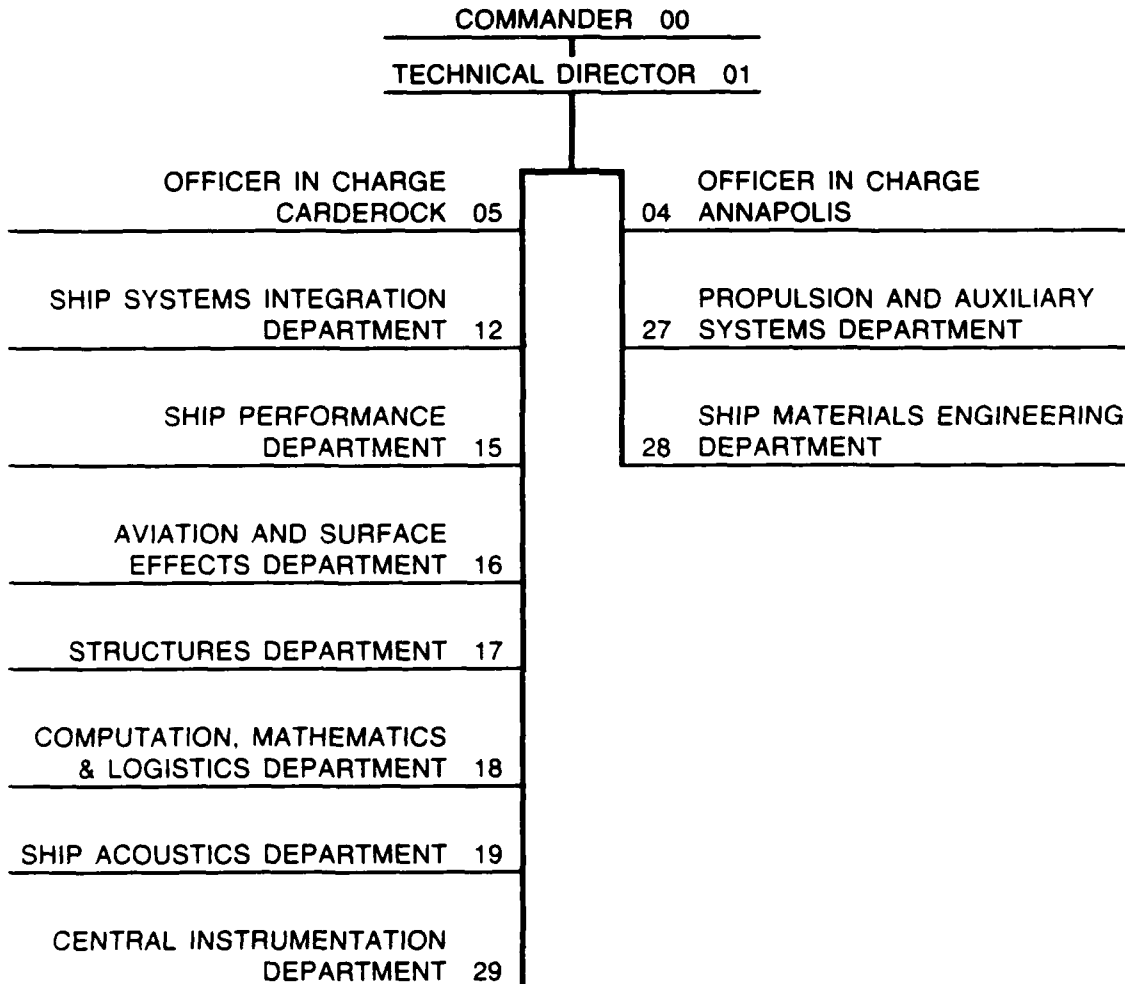 COMMANDER 00
TECHNICAL DIRECTOR 01
OFFICER IN CHARGE
CARDEROCK 05
OFFICER IN CHARGE
04 ANNAPOLIS
SHIP SYSTEMS INTEGRATION
DEPARTMENT 12
PROPULSION AND AUXILIARY
27 SYSTEMS DEPARTMENT
SHIP PERFORMANCE
DEPARTMENT 15
SHIP MATERIALS ENGINEERING
28 DEPARTMENT
AVIATION AND SURFACE
EFFECTS DEPARTMENT 16
STRUCTURES DEPARTMENT 17
COMPUTATION, MATHEMATICS
& LOGISTICS DEPARTMENT 18
SHIP ACOUSTICS DEPARTMENT 19
CENTRAL INSTRUMENTATION
DEPARTMENT 29